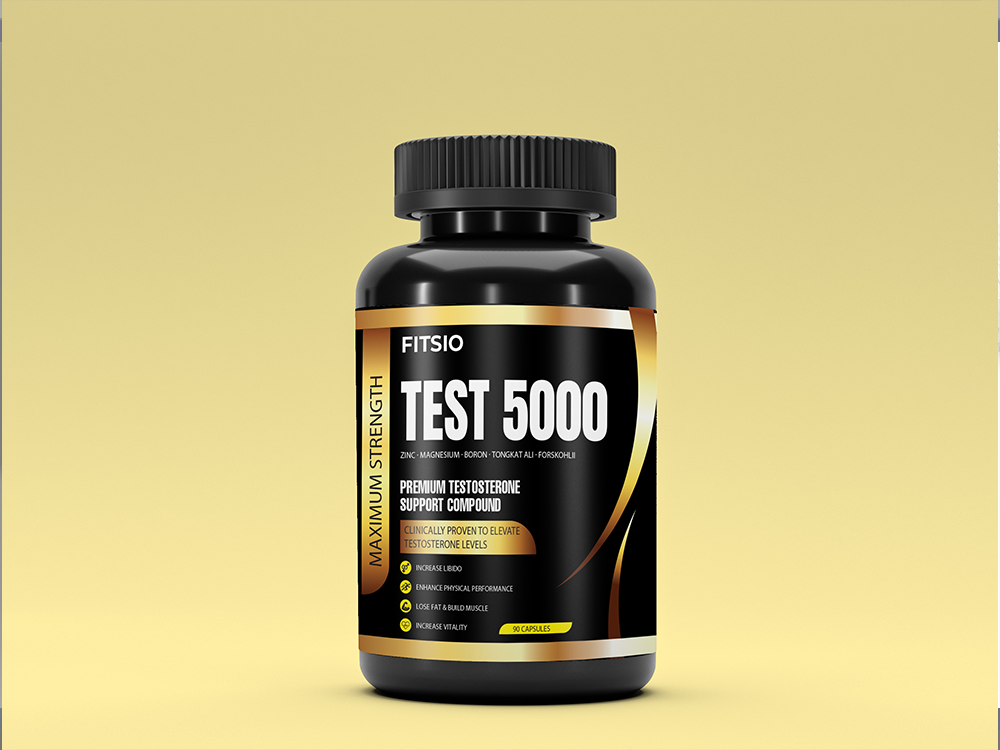 FITSIO
TEST 5000
ZINC · MAGNESIUM · BORON · TONGKAT ALI · FORSKOHLII
MAXIMUM STRENGTH
PREMIUM TESTOSTERONE
SUPPORT COMPOUND
CLINICALLY PROVEN TO ELEVATE
TESTOSTERONE LEVELS
INCREASE LIBIDO
ENHANCE PHYSICAL PERFORMANCE
LOSE FAT & BUILD MUSCLE
INCREASE VITALITY
90 CAPSULES